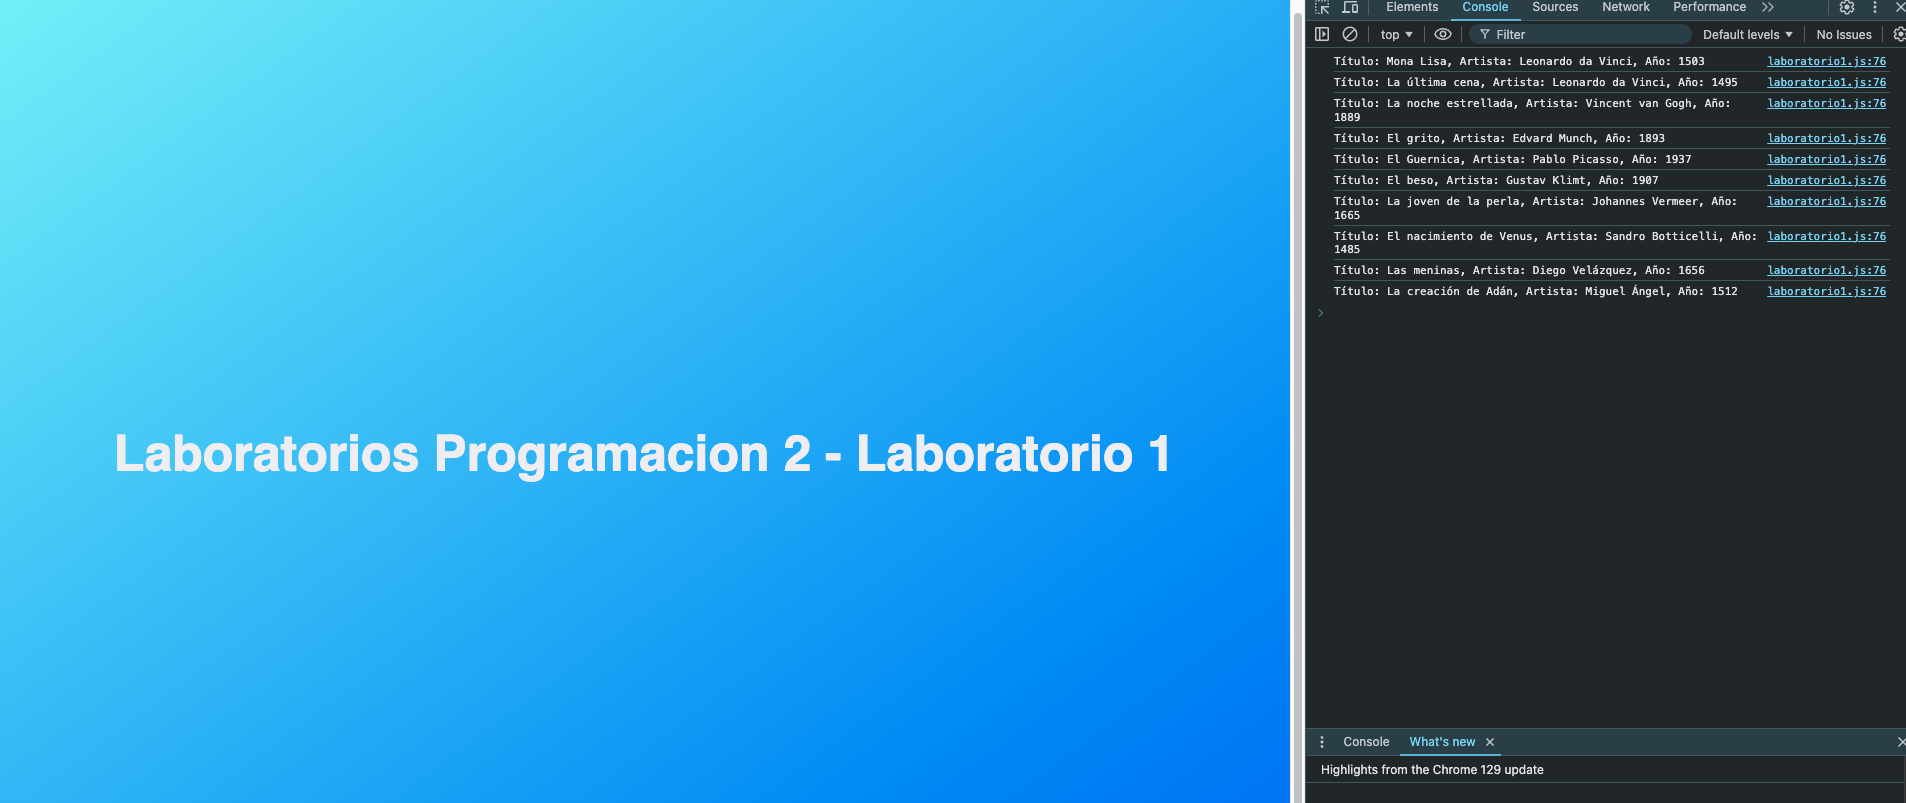 Laboratorios Programacion 2 - Laboratorio 1
Elements Console Sources Network Performance
top Filter Default levels No Issues
Título: Mona Lisa, Artista: Leonardo da Vinci, Año: 1503 laboratorio1.js:76
Título: La última cena, Artista: Leonardo da Vinci, Año: 1495 laboratorio1.js:76
Título: La noche estrellada, Artista: Vincent van Gogh, Año: laboratorio1.js:76
1889
Título: El grito, Artista: Edvard Munch, Año: 1893 laboratorio1.js:76
Título: El Guernica, Artista: Pablo Picasso, Año: 1937 laboratorio1.js:76
Título: El beso, Artista: Gustav Klimt, Año: 1907 laboratorio1.js:76
Título: La joven de la perla, Artista: Johannes Vermeer, Año: laboratorio1.js:76
1665
Título: El nacimiento de Venus, Artista: Sandro Botticelli, Año: laboratorio1.js:76
1485
Título: Las meninas, Artista: Diego Velázquez, Año: 1656 laboratorio1.js:76
Título: La creación de Adán, Artista: Miguel Ángel, Año: 1512 laboratorio1.js:76
Console What's new
Highlights from the Chrome 129 update